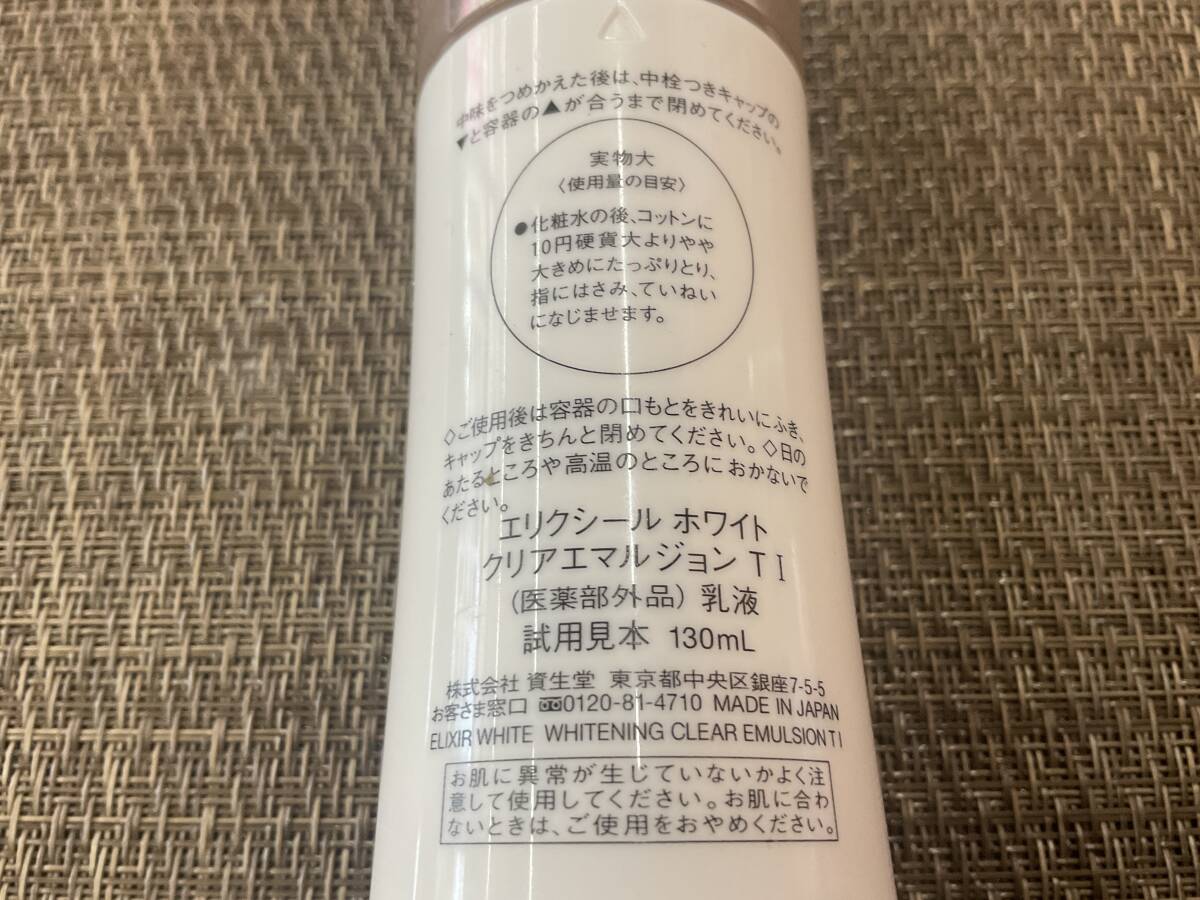 中味をつめかえた後は、中栓つきキャップの
▼と容器の▲が合うまで閉めてください。
実物大
〈使用量の目安〉
●化粧水の後、コットンに
10円硬貨大よりやや
大きめにたっぷりとり、
指にはさみ、ていねい
になじませます。
◇ご使用後は容器の口もとをきれいにふき、
キャップをきちんと閉めてください。◇日の
あたるところや高温のところにおかないで
ください。
エリクシール ホワイト
クリアエマルジョン T I
(医薬部外品) 乳液
試用見本 130mL
株式会社 資生堂 東京都中央区銀座7-5-5
お客さま窓口 0120-81-4710 MADE IN JAPAN
ELIXIR WHITE WHITENING CLEAR EMULSION T I
お肌に異常が生じていないかよく注
意して使用してください。お肌に合わ
ないときは、ご使用をおやめください。